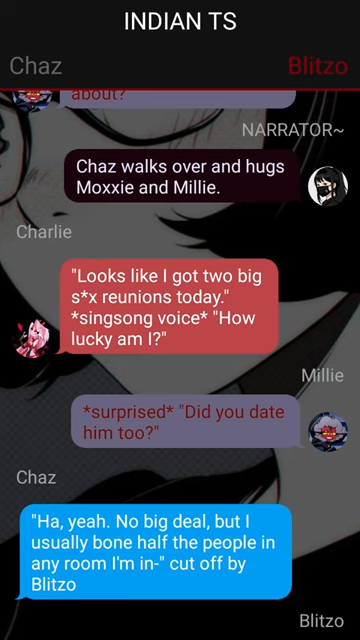 INDIAN TS
Chaz
Blitzo
about?
NARRATOR~
Chaz walks over and hugs
Moxxie and Millie.
Charlie
"Looks like I got two big
s*x reunions today."
*singsong voice* "How
lucky am I?"
Millie
*surprised* "Did you date
him too?"
Chaz
"Ha, yeah. No big deal, but I
usually bone half the people in
any room I'm in-" cut off by
Blitzo
Blitzo